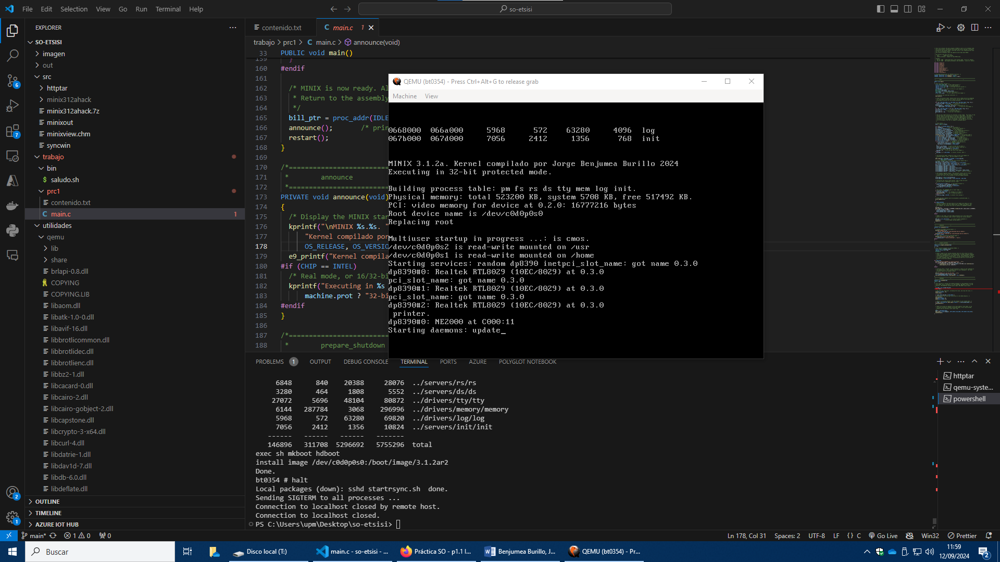 File Edit Selection View Go Run Terminal Help
so-etsisi
EXPLORER
SO-ETSISI
imagen
out
src
httptar
minix312ahack
minix312ahack.7z
minixout
minixview.chm
syncwin
trabajo
bin
$ saludo.sh
prc1
contenido.txt
C main.c 1
utilidades
qemu
lib
share
brlapi-0.8.dll
COPYING
COPYING.LIB
libaom.dll
libatk-1.0-0.dll
libavif-16.dll
libbrotlicommon.dll
libbrotlidec.dll
libbrotlienc.dll
libbz2-1.dll
libcacard-0.dll
libcairo-2.dll
libcairo-gobject-2.dll
libcapstone.dll
libcrypto-3-x64.dll
libcurl-4.dll
libdatrie-1.dll
libdav1d-7.dll
libdb-6.0.dll
libdeflate.dll
OUTLINE
TIMELINE
AZURE IOT HUB
6
7
2
1
contenido.txt
C main.c 1
trabajo > prc1 > C main.c > announce(void)
33 PUBLIC void main()
159 }
160 #endif
161
162 /* MINIX is now ready. Al
163 * Return to the assembly
164 */
165 bill_ptr = proc_addr(IDLE
166 announce(); /* prin
167 restart();
168 }
169
170 /*=========================
171 * announce
172 *=========================
173 PRIVATE void announce(void)
174 {
175 /* Display the MINIX star
176 kprintf("\nMINIX %s.%s. "
177 "Kernel compilado por
178 OS_RELEASE, OS_VERSIO
179 e9_printf("Kernel compila
180 #if (CHIP == INTEL)
181 /* Real mode, or 16/32-bi
182 kprintf("Executing in %s
183 machine.prot ? "32-bi
184 #endif
185 }
186
187 /*=========================
188 * prepare_shutdown
QEMU (bt0354) - Press Ctrl+Alt+G to release grab
Machine View
0668000 066a000 5968 572 63280 4096 log
067b000 067d000 7056 2412 1356 768 init
MINIX 3.1.2a. Kernel compilado por Jorge Benjumea Burillo 2024
Executing in 32-bit protected mode.
Building process table: pm fs rs ds tty mem log init.
Physical memory: total 523200 KB, system 5708 KB, free 517492 KB.
PCI: video memory for device at 0.2.0: 16777216 bytes
Root device name is /dev/c0d0p0s0
Replacing root
Multiuser startup in progress ...: is cmos.
/dev/c0d0p0s2 is read-write mounted on /usr
/dev/c0d0p0s1 is read-write mounted on /home
Starting services: random dp8390 inetpci_slot_name: got name 0.3.0
dp8390#0: Realtek RTL8029 (10EC/8029) at 0.3.0
pci_slot_name: got name 0.3.0
dp8390#1: Realtek RTL8029 (10EC/8029) at 0.3.0
pci_slot_name: got name 0.3.0
dp8390#2: Realtek RTL8029 (10EC/8029) at 0.3.0
printer.
dp8390#0: NE2000 at C000:11
Starting daemons: update_
PROBLEMS 1 OUTPUT DEBUG CONSOLE TERMINAL PORTS AZURE POLYGLOT NOTEBOOK
6848 840 20388 28076 ../servers/rs/rs
3280 464 1808 5552 ../servers/ds/ds
27072 5696 48104 80872 ../drivers/tty/tty
6144 287784 3068 296996 ../drivers/memory/memory
5968 572 63280 69820 ../drivers/log/log
7056 2412 1356 10824 ../servers/init/init
------ ------ ------ -------
146896 311708 5296692 5755296 total
exec sh mkboot hdboot
install image /dev/c0d0p0s0:/boot/image/3.1.2ar2
Done.
bt0354 # halt
Local packages (down): sshd startrsync.sh done.
Sending SIGTERM to all processes ...
Connection to localhost closed by remote host.
Connection to localhost closed.
PS C:\Users\upm\Desktop\so-etsisi>
httptar
qemu-syste...
powershell
main* 1 0 0
Ln 178, Col 31 Spaces: 2 UTF-8 LF {} C Go Live Win32 Prettier
Buscar
Disco local (T:)
main.c - so-etsisi - ...
Práctica SO - p1.1 I...
Benjumea Burillo, J...
QEMU (bt0354) - Pr...
11:59
12/09/2024
2